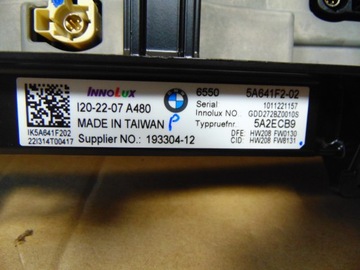 INNOLUX
6550 5A641F2-02
I20-22-07 A480
Serial 1011221157
Innolux NO.: GDD272BZ0010S
MADE IN TAIWAN P
Typpruefnr. 5A2ECB9
IK5A641F202
22I314T00417
Supplier NO.: 193304-12
DFE: HW208 FW0130
CID: HW208 FW8131